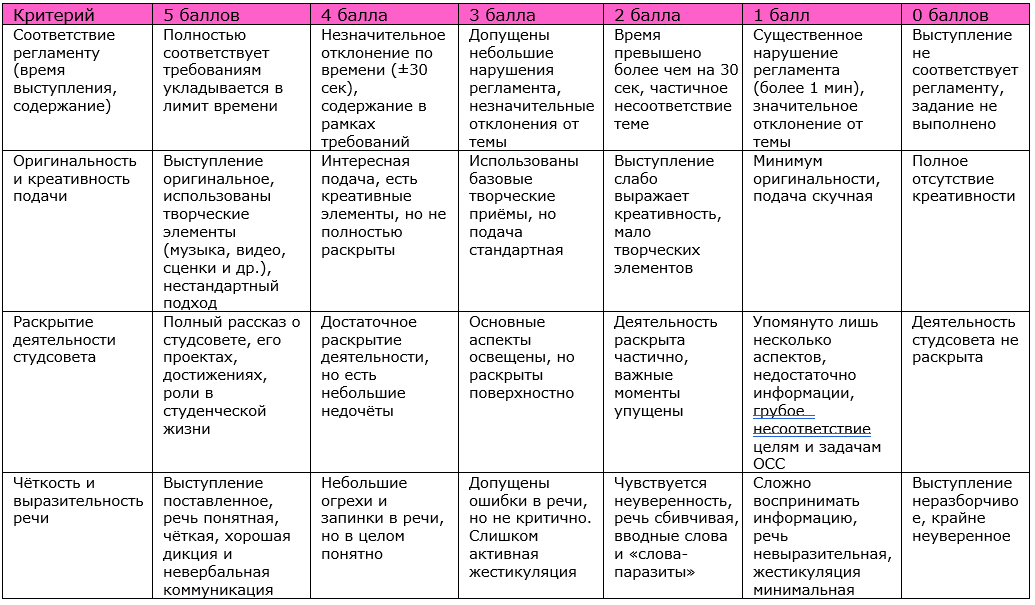 Критерий
5 баллов
4 балла
3 балла
2 балла
1 балл
0 баллов
Соответствие
регламенту
(время
выступления,
содержание)
Полностью
соответствует
требованиям
укладывается в
лимит времени
Незначительное
отклонение по
времени (±30
сек),
содержание в
рамках
требований
Допущены
небольшие
нарушения
регламента,
незначительные
отклонения от
темы
Время
превышено
более чем на 30
сек, частичное
несоответствие
теме
Существенное
нарушение
регламента
(более 1 мин),
значительное
отклонение от
темы
Выступление
не
соответствует
регламенту,
задание не
выполнено
Оригинальность
и креативность
подачи
Выступление
оригинальное,
использованы
творческие
элементы
(музыка, видео,
сценки и др.),
нестандартный
подход
Интересная
подача, есть
креативные
элементы, но не
полностью
раскрыты
Использованы
базовые
творческие
приёмы, но
подача
стандартная
Выступление
слабо
выражает
креативность,
мало
творческих
элементов
Минимум
оригинальности,
подача скучная
Полное
отсутствие
креативности
Раскрытие
деятельности
студсовета
Полный рассказ о
студсовете, его
проектах,
достижениях,
роли в
студенческой
жизни
Достаточное
раскрытие
деятельности,
но есть
небольшие
недочёты
Основные
аспекты
освещены, но
раскрыты
поверхностно
Деятельность
раскрыта
частично,
важные
моменты
упущены
Упомянуто лишь
несколько
аспектов,
недостаточно
информации,
грубое
несоответствие
целям и задачам
ОСС
Деятельность
студсовета не
раскрыта
Чёткость и
выразительность
речи
Выступление
поставленное,
речь понятная,
чёткая, хорошая
дикция и
невербальная
коммуникация
Небольшие
огрехи и
запинки в речи,
но в целом
понятно
Допущены
ошибки в речи,
но не критично.
Слишком
активная
жестикуляция
Чувствуется
неуверенность,
речь сбивчивая,
вводные слова
и «слова-
паразиты»
Сложно
воспринимать
информацию,
речь
невыразительная,
жестикуляция
минимальная
Выступление
неразборчиво
е, крайне
неуверенное